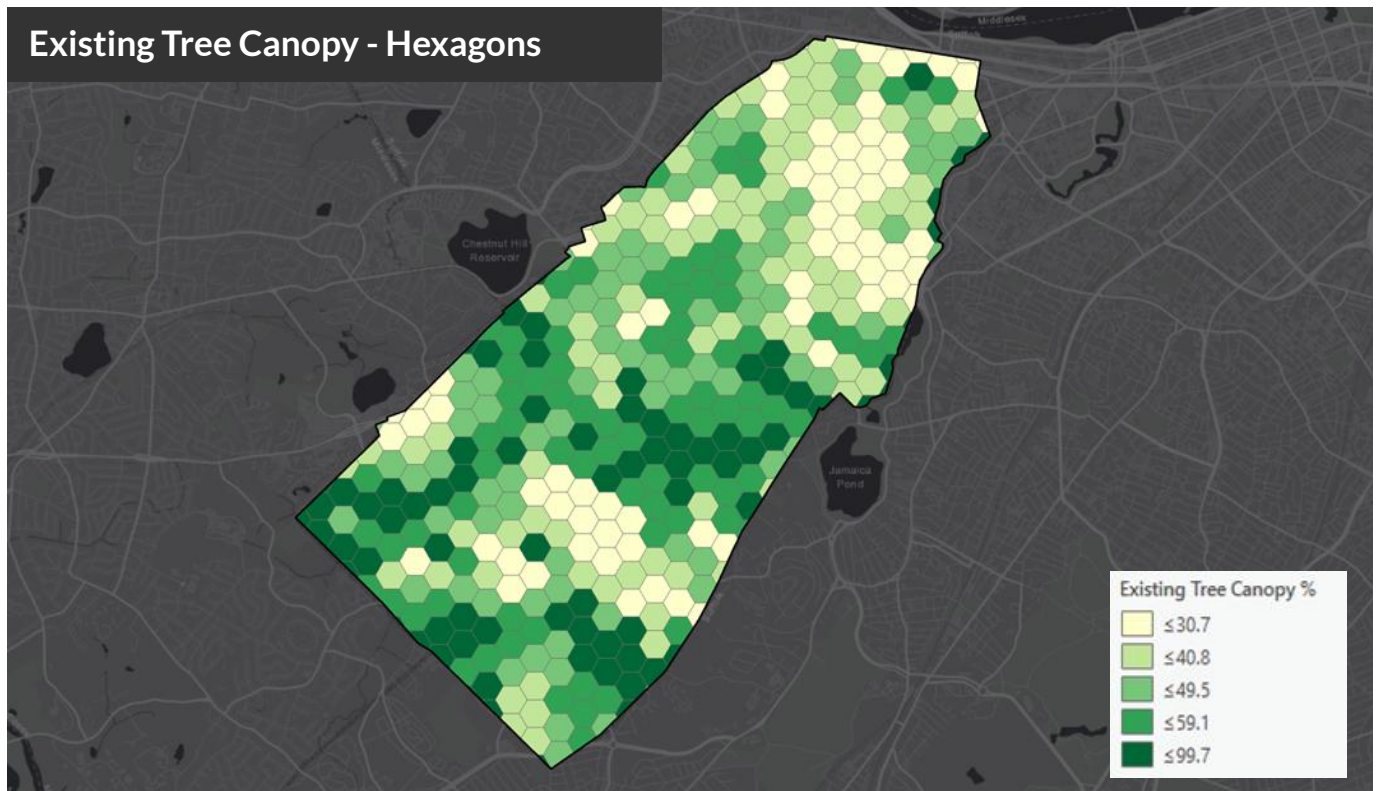 Existing Tree Canopy - Hexagons
Middlesex
Chestnut Hill
Reservoir
Jamaica
Pond
Existing Tree Canopy %
≤30.7
≤40.8
≤49.5
≤59.1
≤99.7